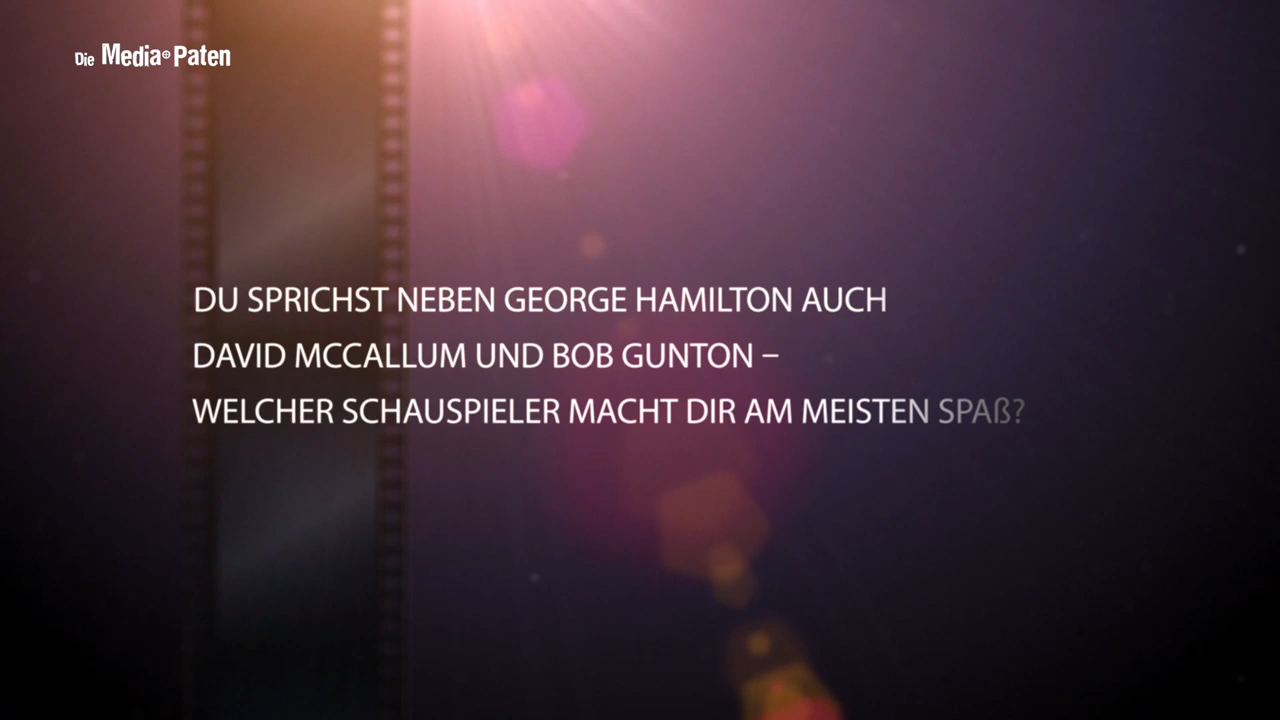 Die Media Paten
DU SPRICHST NEBEN GEORGE HAMILTON AUCH
DAVID MCCALLUM UND BOB GUNTON –
WELCHER SCHAUSPIELER MACHT DIR AM MEISTEN SPAß?